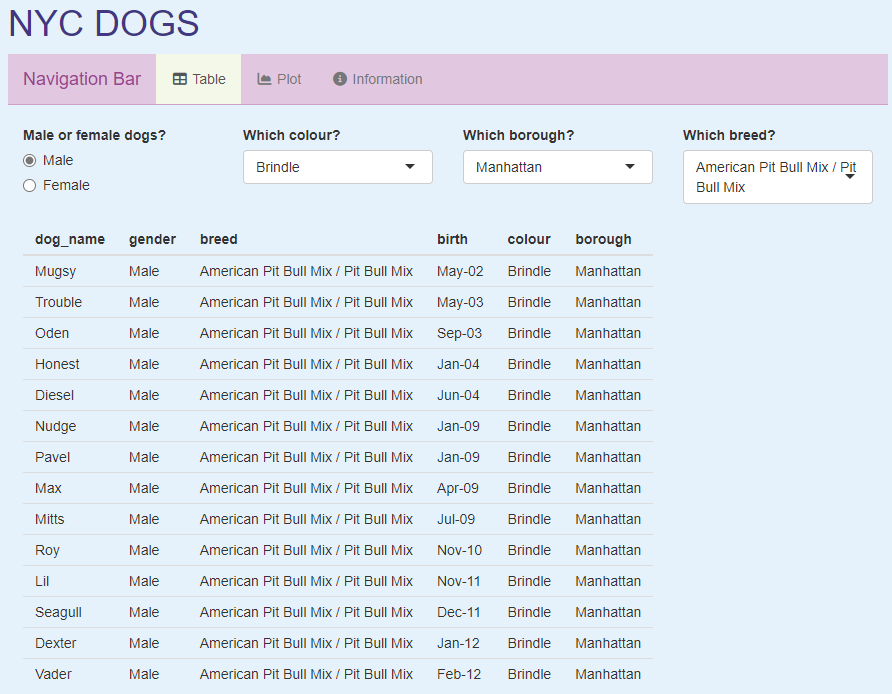 NYC DOGS
Navigation Bar Table Plot Information
Male or female dogs? Which colour? Which borough? Which breed?
Male Brindle Manhattan American Pit Bull Mix / Pit
Female Bull Mix
dog_name gender breed birth colour borough
Mugsy Male American Pit Bull Mix / Pit Bull Mix May-02 Brindle Manhattan
Trouble Male American Pit Bull Mix / Pit Bull Mix May-03 Brindle Manhattan
Oden Male American Pit Bull Mix / Pit Bull Mix Sep-03 Brindle Manhattan
Honest Male American Pit Bull Mix / Pit Bull Mix Jan-04 Brindle Manhattan
Diesel Male American Pit Bull Mix / Pit Bull Mix Jun-04 Brindle Manhattan
Nudge Male American Pit Bull Mix / Pit Bull Mix Jan-09 Brindle Manhattan
Pavel Male American Pit Bull Mix / Pit Bull Mix Jan-09 Brindle Manhattan
Max Male American Pit Bull Mix / Pit Bull Mix Apr-09 Brindle Manhattan
Mitts Male American Pit Bull Mix / Pit Bull Mix Jul-09 Brindle Manhattan
Roy Male American Pit Bull Mix / Pit Bull Mix Nov-10 Brindle Manhattan
Lil Male American Pit Bull Mix / Pit Bull Mix Nov-11 Brindle Manhattan
Seagull Male American Pit Bull Mix / Pit Bull Mix Dec-11 Brindle Manhattan
Dexter Male American Pit Bull Mix / Pit Bull Mix Jan-12 Brindle Manhattan
Vader Male American Pit Bull Mix / Pit Bull Mix Feb-12 Brindle Manhattan